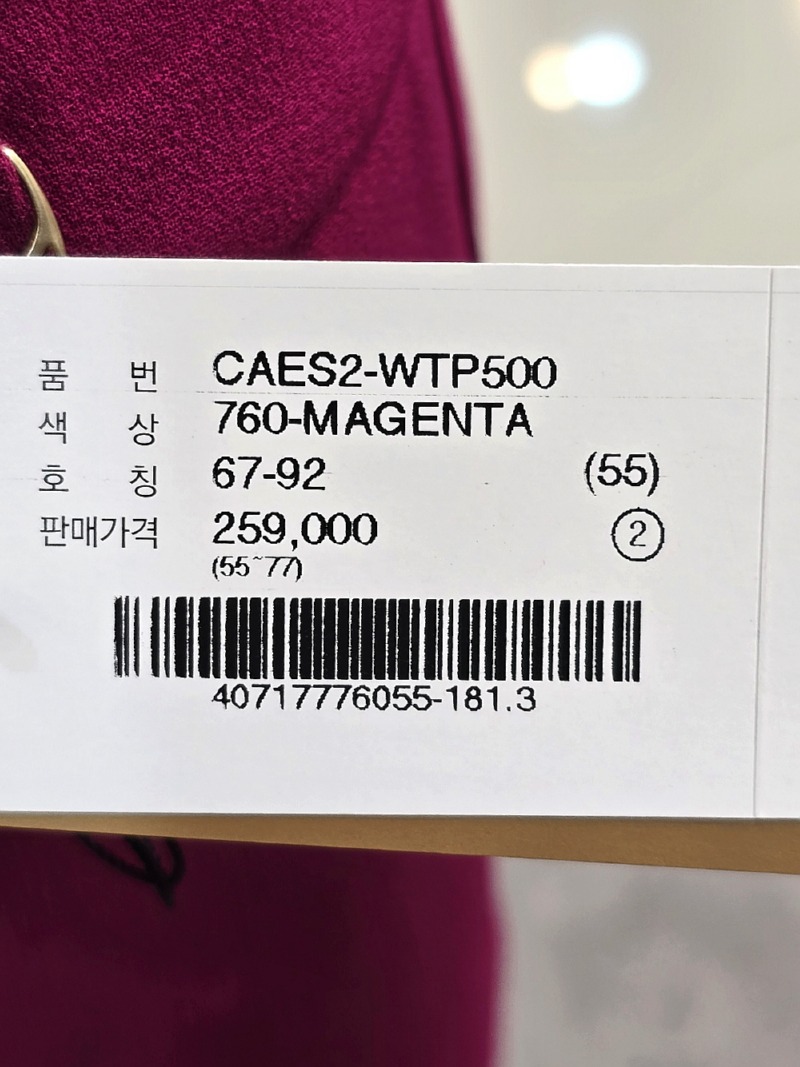 품 번 CAES2-WTP500
색 상 760-MAGENTA
호 칭 67-92 (55)
판매가격 259,000 ②
(55~77)
40717776055-181.3